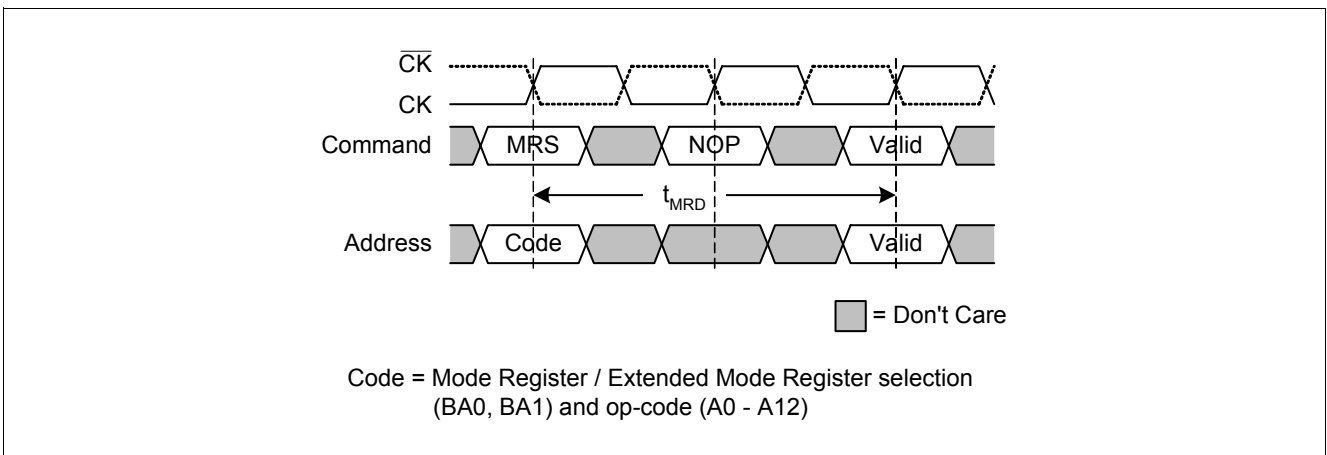 CK
CK
Command MRS NOP Valid
tMRD
Address Code Valid
= Don't Care
Code = Mode Register / Extended Mode Register selection
(BA0, BA1) and op-code (A0 - A12)